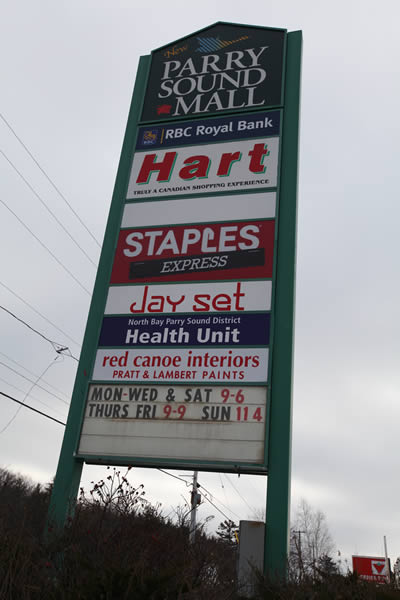 New
PARRY
SOUND
MALL
RBC
RBC Royal Bank
Hart
TRULY A CANADIAN SHOPPING EXPERIENCE
STAPLES
EXPRESS
Jay set
North Bay Parry Sound District
Health Unit
red canoe interiors
PRATT & LAMBERT PAINTS
MON-WED & SAT 9-6
THURS FRI 9-9 SUN 11 4